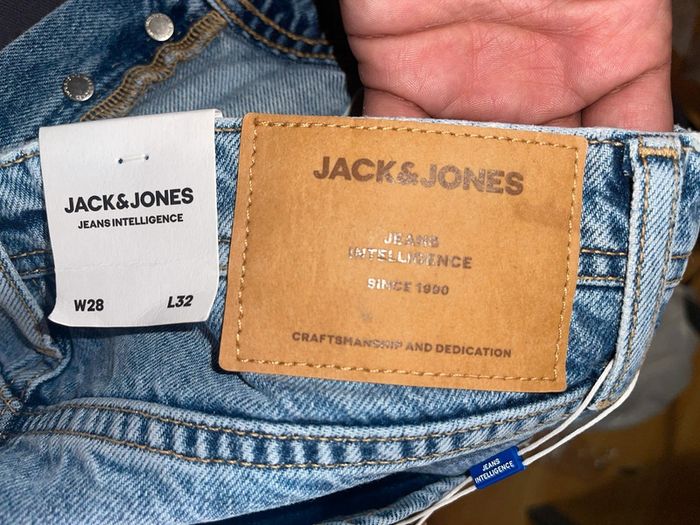 JACK&JONES
JEANS INTELLIGENCE
W28 L32
JACK&JONES
JEANS
INTELLIGENCE
SINCE 1990
CRAFTSMANSHIP AND DEDICATION
JEANS
INTELLIGENCE